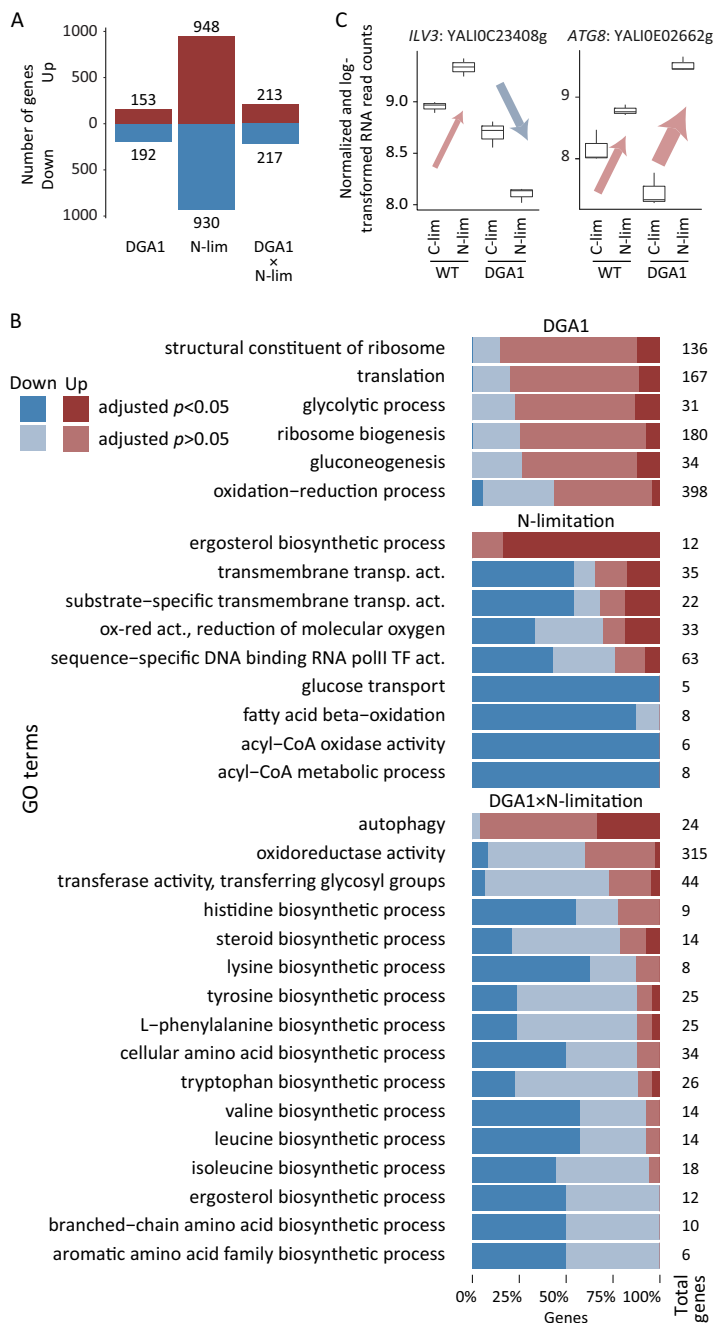 A
Number of genes
Down Up
1000
500
0
500
1000
153
948
213
192
930
217
DGA1
N-lim
DGA1
×
N-lim
C
ILV3: YALI0C23408g
ATG8: YALI0E02662g
Normalized and log-
transformed RNA read counts
9.0
8.5
8.0
9
8
C-lim
N-lim
C-lim
N-lim
WT
DGA1
C-lim
N-lim
C-lim
N-lim
WT
DGA1
B
Down Up
adjusted p<0.05
adjusted p>0.05
GO terms
DGA1
structural constituent of ribosome 136
translation 167
glycolytic process 31
ribosome biogenesis 180
gluconeogenesis 34
oxidation−reduction process 398
N-limitation
ergosterol biosynthetic process 12
transmembrane transp. act. 35
substrate−specific transmembrane transp. act. 22
ox-red act., reduction of molecular oxygen 33
sequence−specific DNA binding RNA polII TF act. 63
glucose transport 5
fatty acid beta−oxidation 8
acyl−CoA oxidase activity 6
acyl−CoA metabolic process 8
DGA1×N-limitation
autophagy 24
oxidoreductase activity 315
transferase activity, transferring glycosyl groups 44
histidine biosynthetic process 9
steroid biosynthetic process 14
lysine biosynthetic process 8
tyrosine biosynthetic process 25
L−phenylalanine biosynthetic process 25
cellular amino acid biosynthetic process 34
tryptophan biosynthetic process 26
valine biosynthetic process 14
leucine biosynthetic process 14
isoleucine biosynthetic process 18
ergosterol biosynthetic process 12
branched−chain amino acid biosynthetic process 10
aromatic amino acid family biosynthetic process 6
0% 25% 50% 75% 100%
Genes
Total
genes